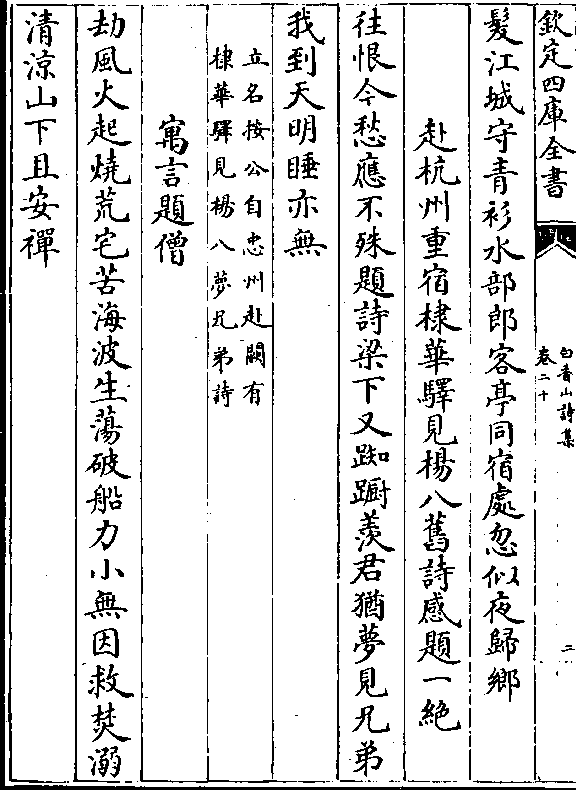 欽定四庫全書
白香山詩集
卷二十
二
髮江城守青衫水部郎客亭同宿處忽似夜歸鄉
赴杭州重宿棣華驛見楊八舊詩感題一絶
往恨今愁應不殊題詩梁下又踟蹰羨君猶夢見兄弟
我到天明睡亦無
立名按公自忠州赴闕有
棣華驛見楊八夢兄弟詩
寓言題僧
劫風火起燒荒宅苦海波生蕩破船力小無因救焚溺
清涼山下且安禪